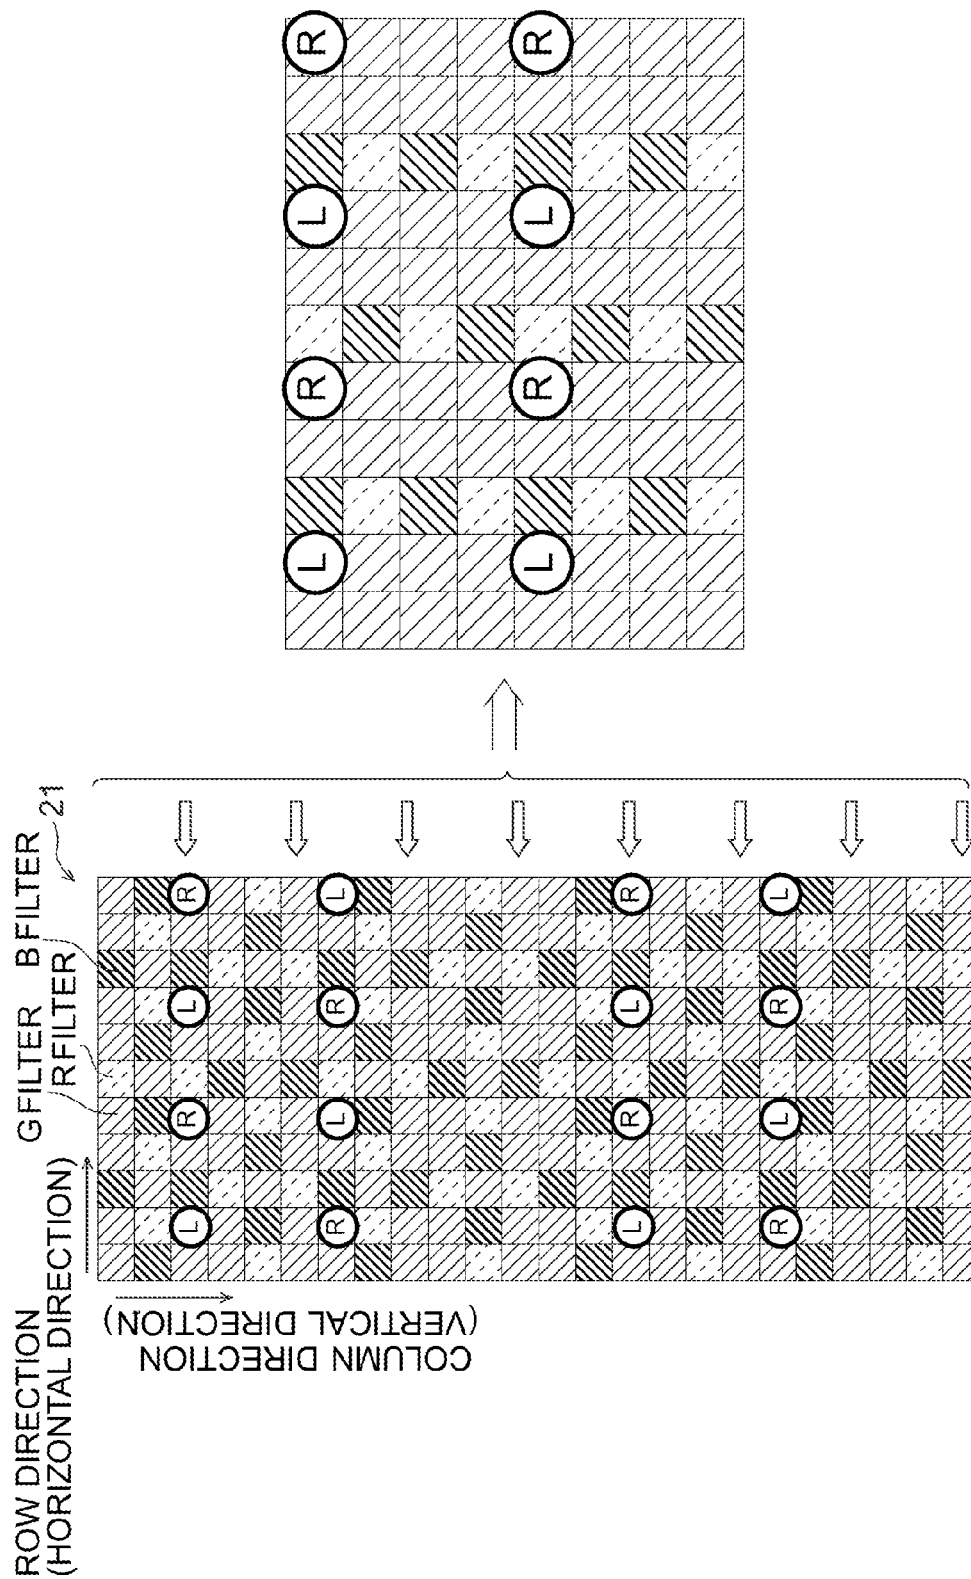 ROW DIRECTION
(HORIZONTAL DIRECTION)
GFILTER
RFILTER
BFILTER
21
COLUMN DIRECTION
(VERTICAL DIRECTION)
R L R L
L R L R
R L R L
L R L R
R R
L L
R R
L L